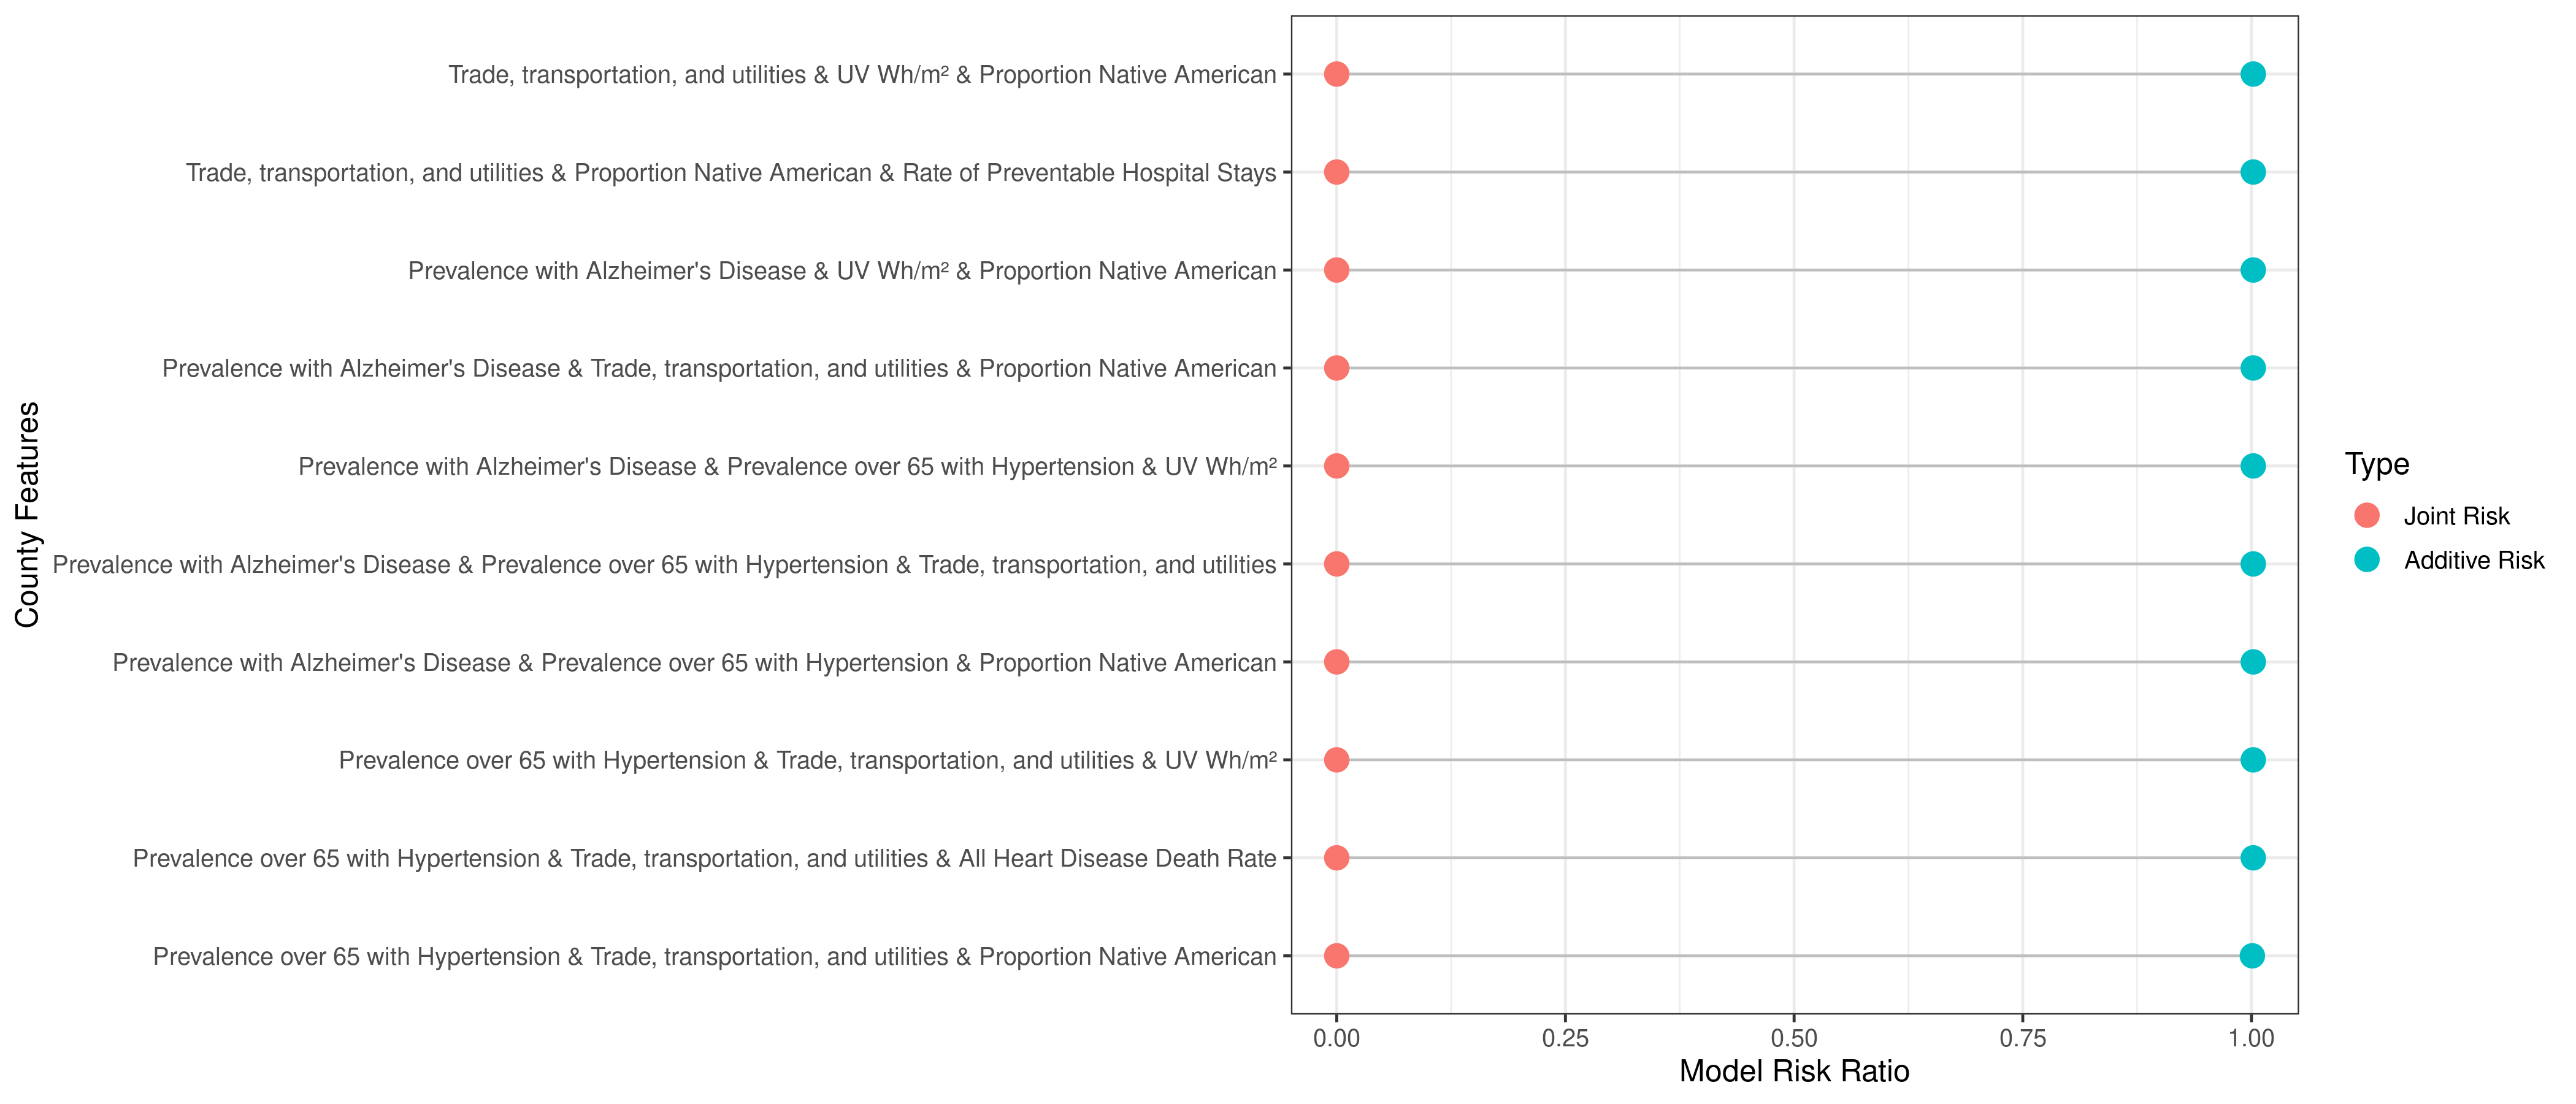 Trade, transportation, and utilities & UV Wh/m² & Proportion Native American
Trade, transportation, and utilities & Proportion Native American & Rate of Preventable Hospital Stays
Prevalence with Alzheimer's Disease & UV Wh/m² & Proportion Native American
Prevalence with Alzheimer's Disease & Trade, transportation, and utilities & Proportion Native American
Prevalence with Alzheimer's Disease & Prevalence over 65 with Hypertension & UV Wh/m²
Prevalence with Alzheimer's Disease & Prevalence over 65 with Hypertension & Trade, transportation, and utilities
Prevalence with Alzheimer's Disease & Prevalence over 65 with Hypertension & Proportion Native American
Prevalence over 65 with Hypertension & Trade, transportation, and utilities & UV Wh/m²
Prevalence over 65 with Hypertension & Trade, transportation, and utilities & All Heart Disease Death Rate
Prevalence over 65 with Hypertension & Trade, transportation, and utilities & Proportion Native American
County Featatures
0.00 0.25 0.50 0.75 1.00
Model Risk Ratio
Type
Joint Risk
Additive Risk